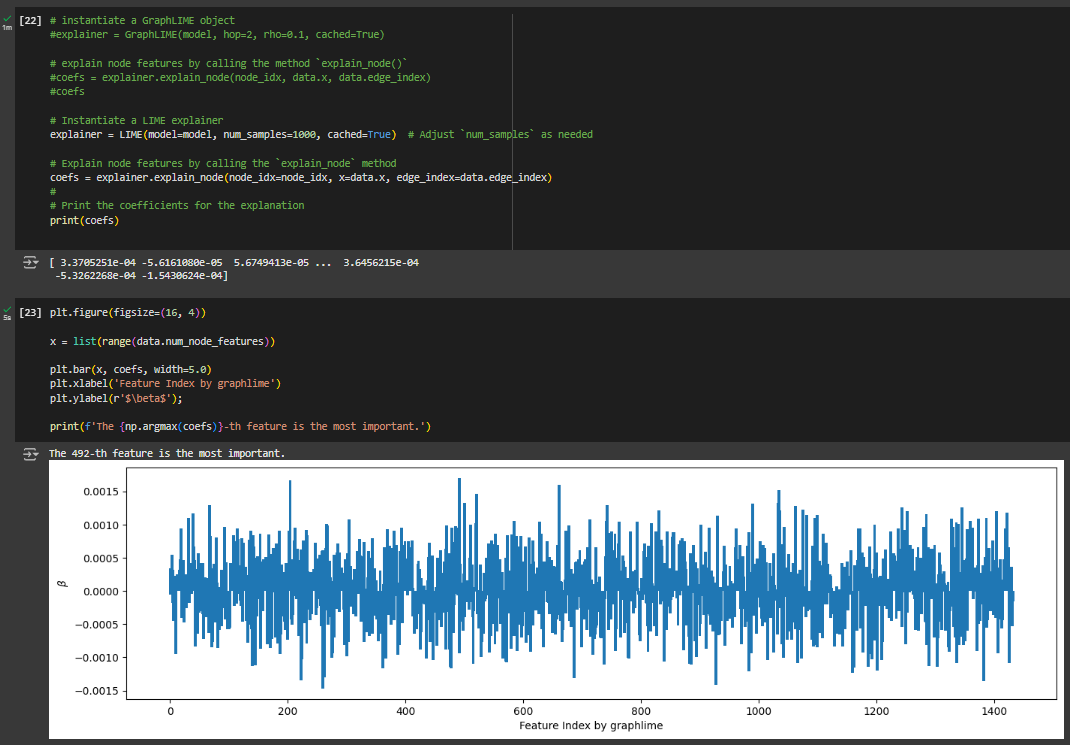 [22] # instantiate a GraphLIME object
#explainer = GraphLIME(model, hop=2, rho=0.1, cached=True)
# explain node features by calling the method `explain_node()`
#coefs = explainer.explain_node(node_idx, data.x, data.edge_index)
#coefs
# Instantiate a LIME explainer
explainer = LIME(model=model, num_samples=1000, cached=True)  # Adjust `num_samples` as needed
# Explain node features by calling the `explain_node` method
coefs = explainer.explain_node(node_idx=node_idx, x=data.x, edge_index=data.edge_index)
#
# Print the coefficients for the explanation
print(coefs)
1m
[ 3.3705251e-04 -5.6161080e-05  5.6749413e-05 ...  3.6456215e-04
-5.3262268e-04 -1.5430624e-04]
[23] plt.figure(figsize=(16, 4))
5s
x = list(range(data.num_node_features))
plt.bar(x, coefs, width=5.0)
plt.xlabel('Feature Index by graphlime')
plt.ylabel(r'$\beta$');
print(f'The {np.argmax(coefs)}-th feature is the most important.')
The 492-th feature is the most important.
0.0015
0.0010
0.0005
0.0000
−0.0005
−0.0010
−0.0015
β
0 200 400 600 800 1000 1200 1400
Feature Index by graphlime